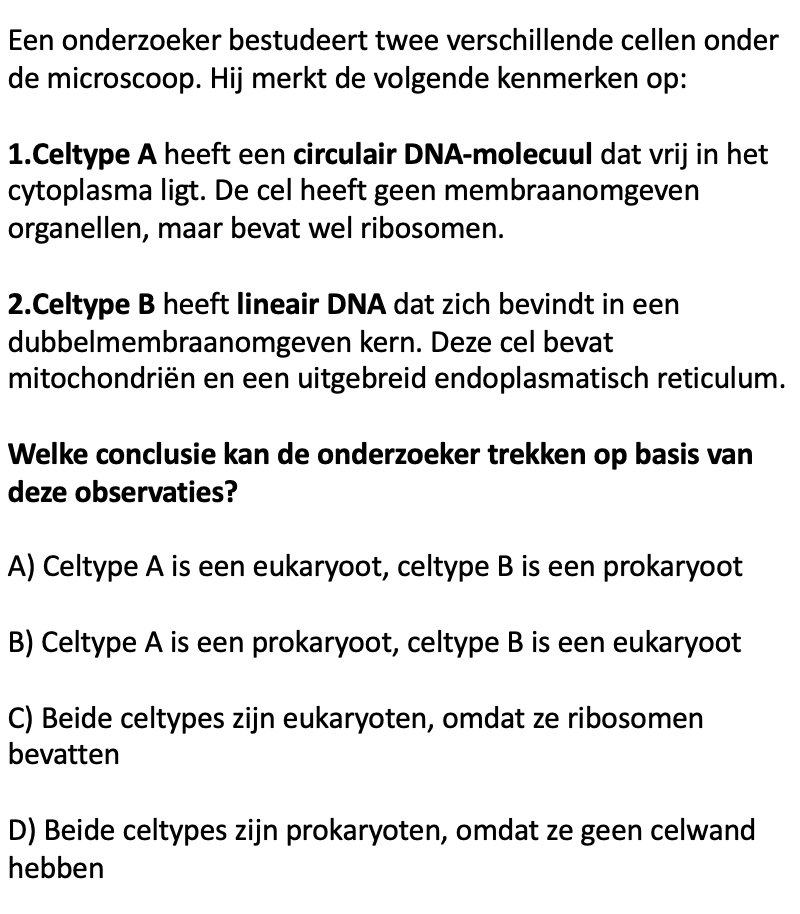 Een onderzoeker bestudeert twee verschillende cellen onder
de microscoop. Hij merkt de volgende kenmerken op:
1.Celtype A heeft een circulair DNA-molecuul dat vrij in het
cytoplasma ligt. De cel heeft geen membraanomgeven
organellen, maar bevat wel ribosomen.
2.Celtype B heeft lineair DNA dat zich bevindt in een
dubbelmembraanomgeven kern. Deze cel bevat
mitochondriën en een uitgebreid endoplasmatisch reticulum.
Welke conclusie kan de onderzoeker trekken op basis van
deze observaties?
A) Celtype A is een eukaryoot, celtype B is een prokaryoot
B) Celtype A is een prokaryoot, celtype B is een eukaryoot
C) Beide celtypes zijn eukaryoten, omdat ze ribosomen
bevatten
D) Beide celtypes zijn prokaryoten, omdat ze geen celwand
hebben